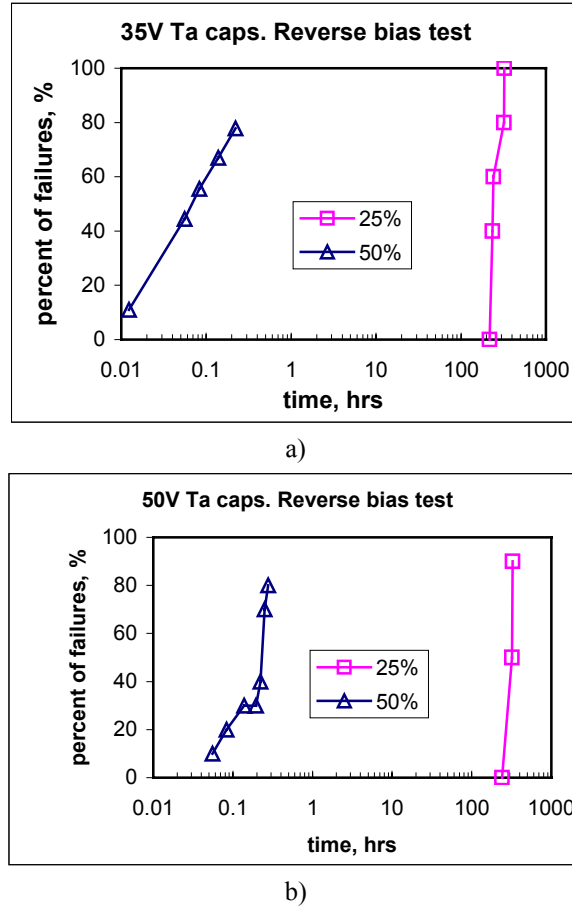 35V Ta caps. Reverse bias test
percent of failures, %
100
80
60
40
20
0
25%
50%
0.01 0.1 1 10 100 1000
time, hrs
a)
50V Ta caps. Reverse bias test
percent of failures, %
100
80
60
40
20
0
25%
50%
0.01 0.1 1 10 100 1000
time, hrs
b)